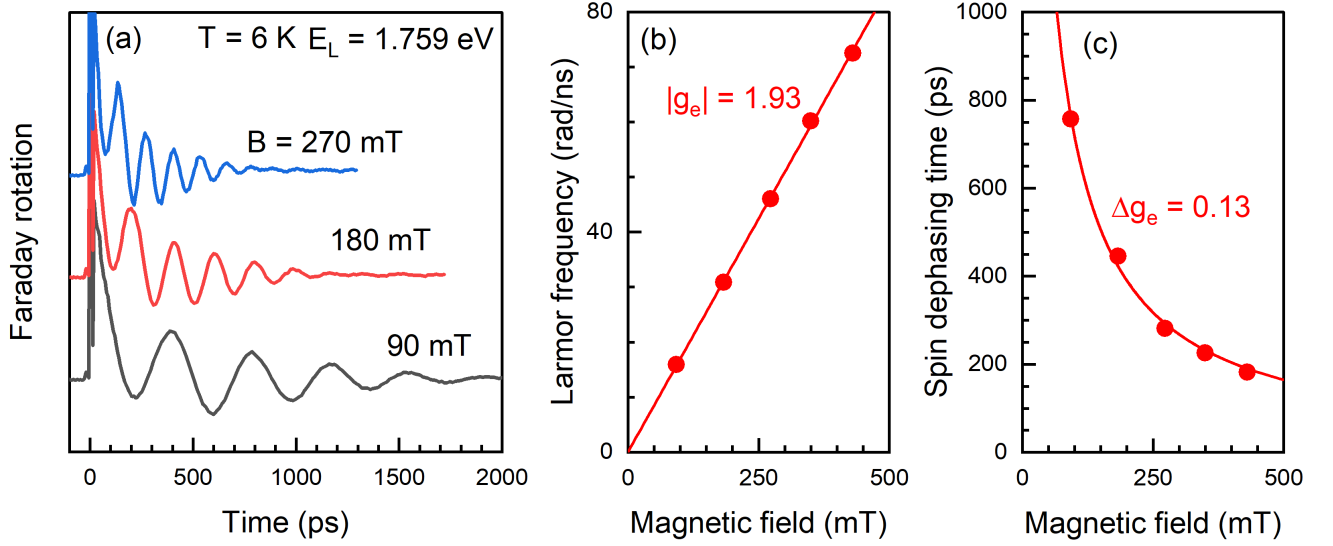 (a)
T = 6 K E_L = 1.759 eV
B = 270 mT
180 mT
90 mT
Faraday rotation
0 500 1000 1500 2000
Time (ps)
(b)
|g_e| = 1.93
80
40
0
Larmor frequency (rad/ns)
0 250 500
Magnetic field (mT)
(c)
Δg_e = 0.13
1000
800
600
400
200
0
Spin dephasing time (ps)
0 250 500
Magnetic field (mT)